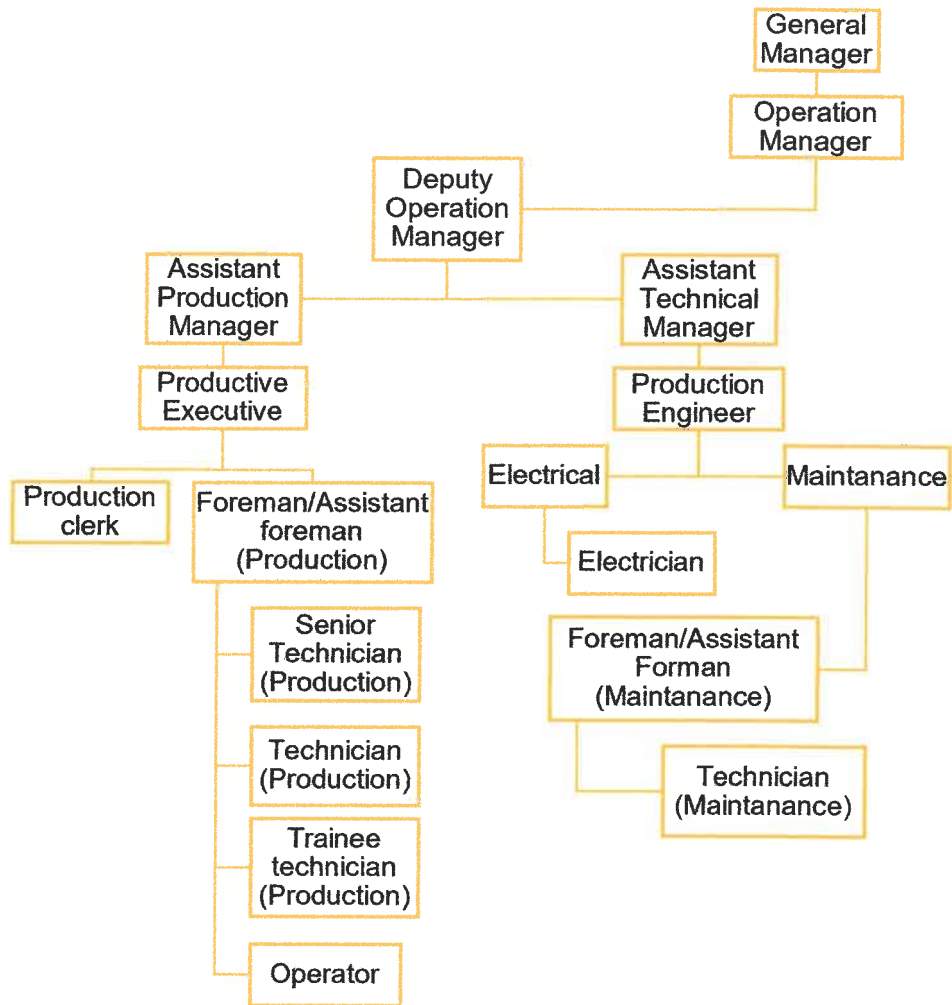 General
Manager
Operation
Manager
Deputy
Operation
Manager
Assistant
Production
Manager
Assistant
Technical
Manager
Productive
Executive
Production
Engineer
Production
clerk
Foreman/Assistant
foreman
(Production)
Electrical
Maintanance
Electrician
Senior
Technician
(Production)
Foreman/Assistant
Forman
(Maintanance)
Technician
(Production)
Technician
(Maintanance)
Trainee
technician
(Production)
Operator